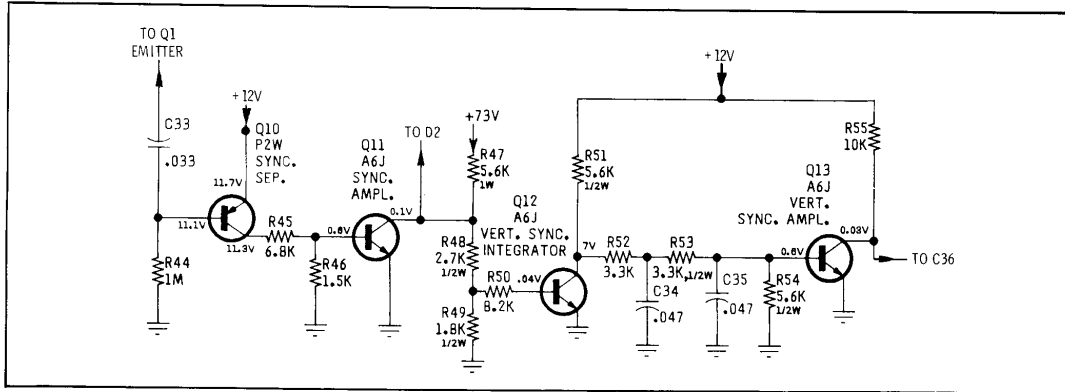 TO Q1
EMITTER
C33
.033
+12V
Q10
P2W
SYNC.
SEP.
11.7V
11.1V
11.3V
R44
1M
R45
6.8K
R46
1.5K
Q11
A6J
SYNC.
AMPL.
0.6V
0.1V
TO D2
+73V
R47
5.6K
1W
R48
2.7K
1/2W
R49
1.8K
1/2W
R50
8.2K
.04V
Q12
A6J
VERT. SYNC.
INTEGRATOR
+12V
R51
5.6K
1/2W
7V
R52
3.3K
R53
3.3K,1/2W
C34
.047
C35
.047
R54
5.6K
1/2W
0.6V
Q13
A6J
VERT.
SYNC. AMPL.
0.03V
R55
10K
TO C36